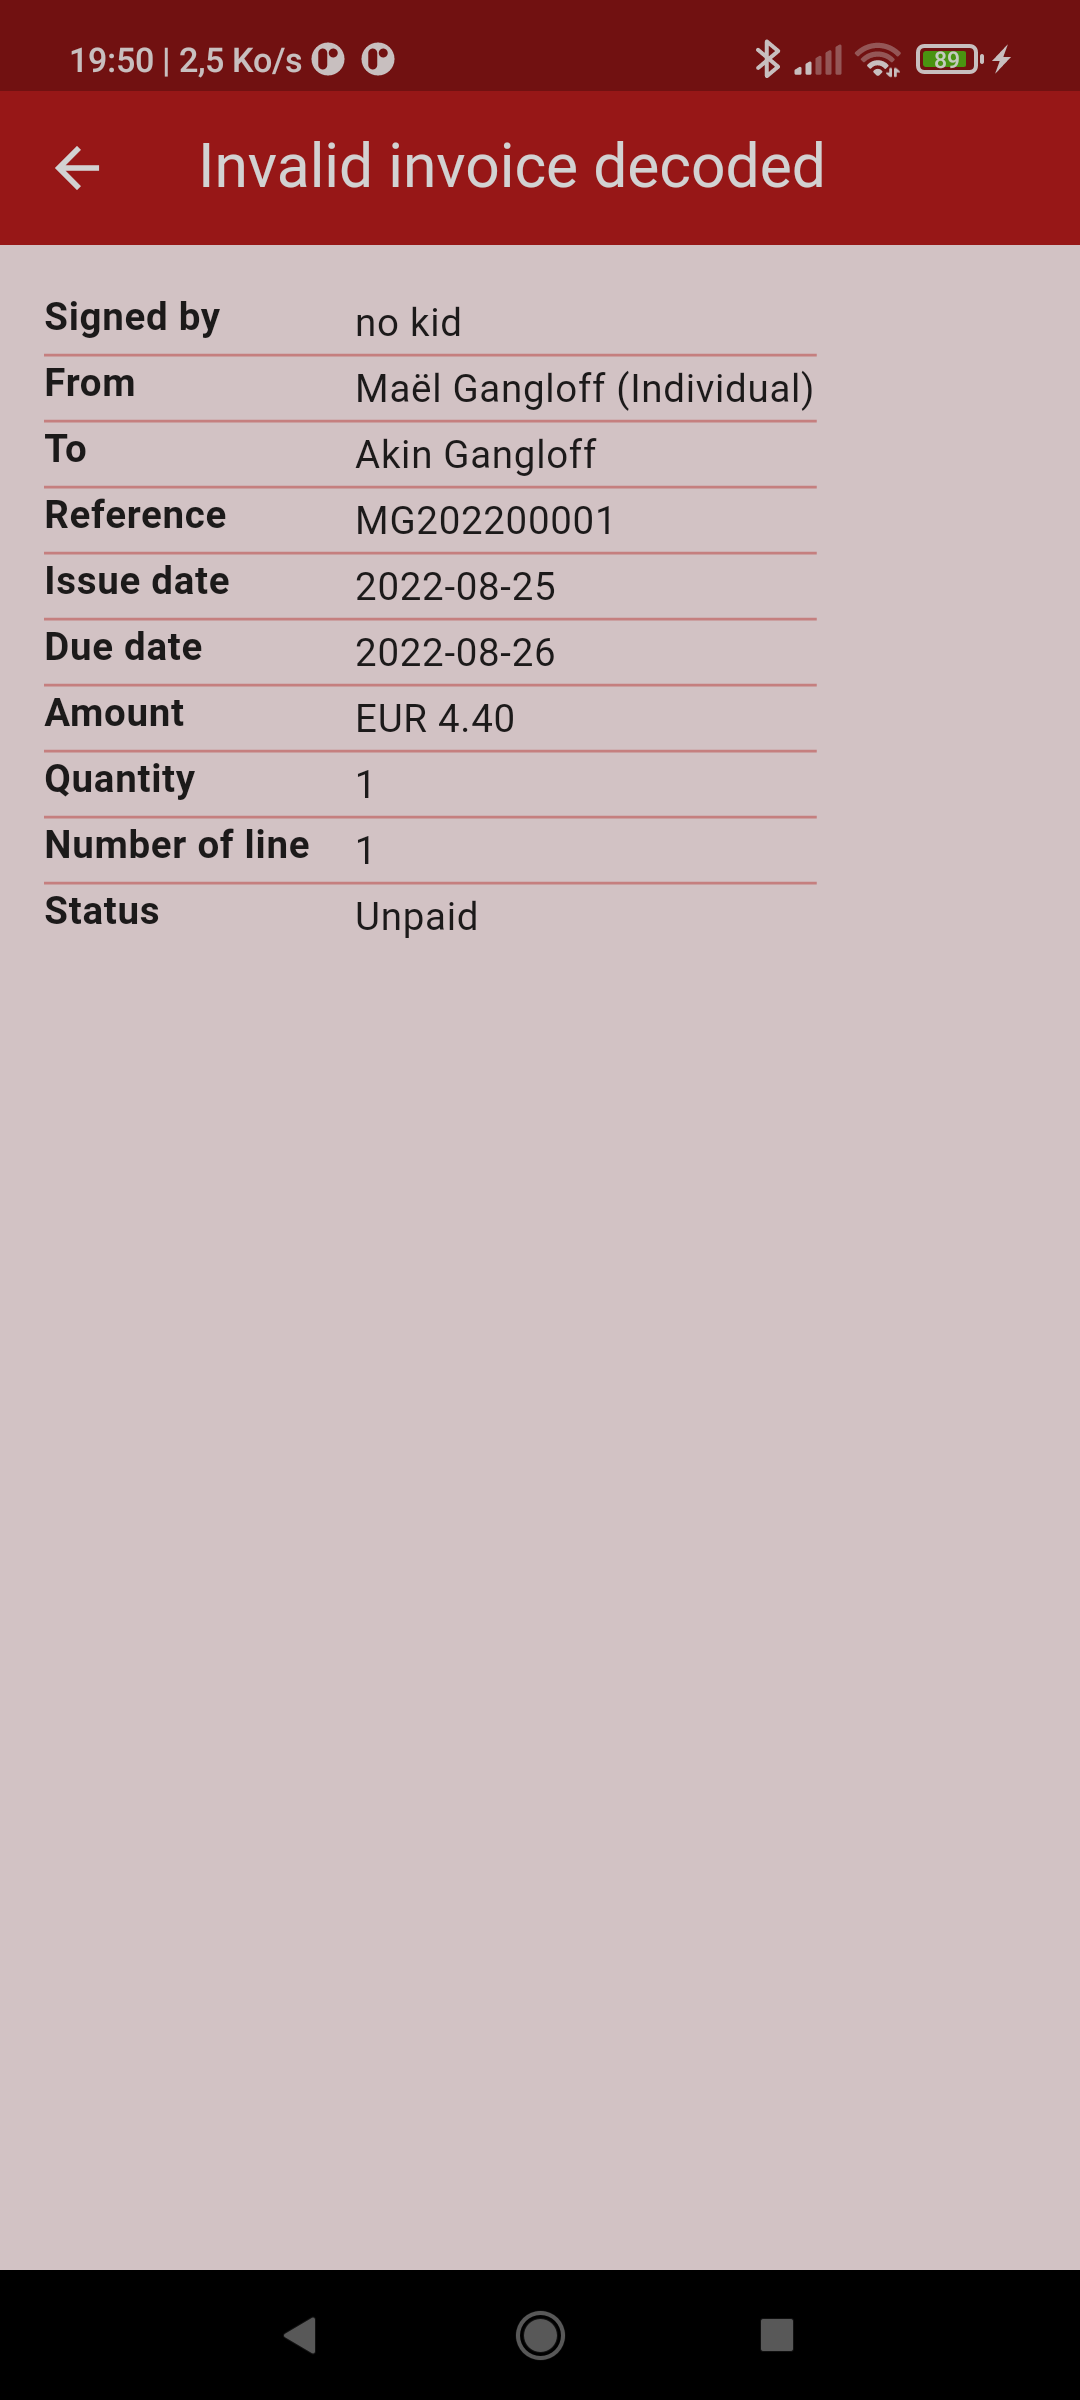 19:50 | 2,5 Ko/s 89
Invalid invoice decoded
Signed by no kid
From Maël Gangloff (Individual)
To Akin Gangloff
Reference MG202200001
Issue date 2022-08-25
Due date 2022-08-26
Amount EUR 4.40
Quantity 1
Number of line 1
Status Unpaid